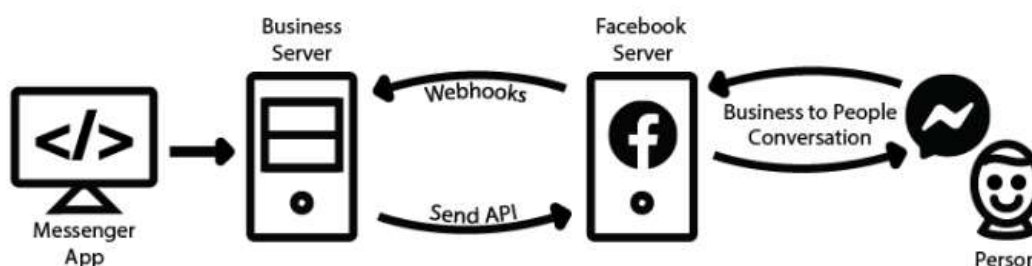 Business
Server
Facebook
Server
Webhooks
Business to People
Conversation
</>
Send API
Messenger
App
Person